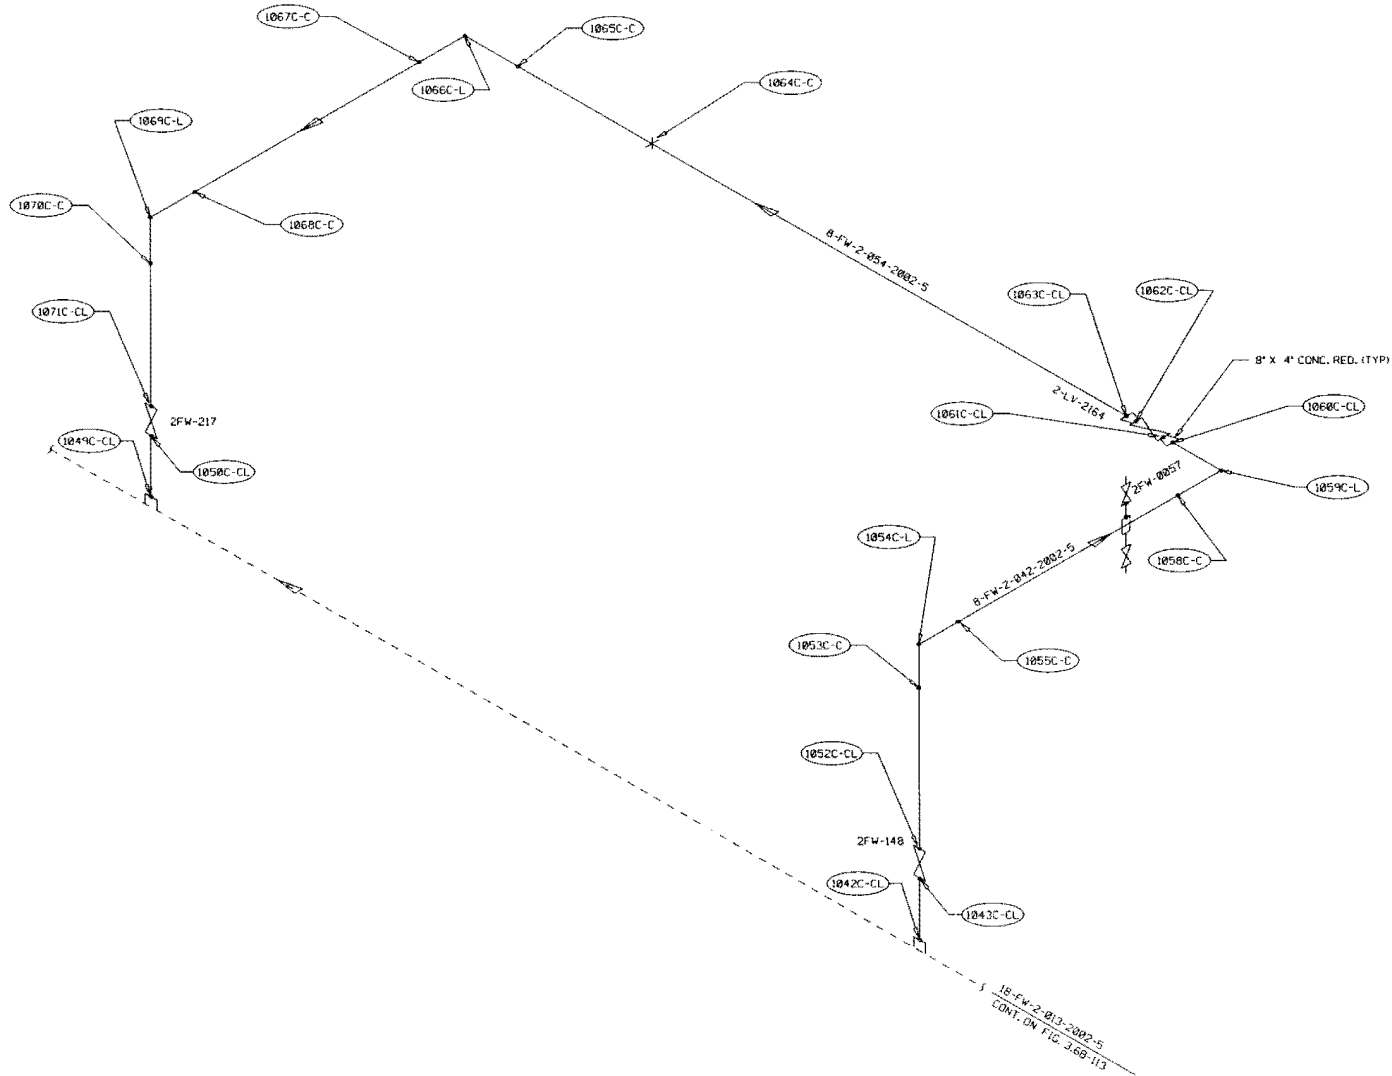 1067C-C
1065C-C
1066C-L
1064C-C
1069C-L
1070C-C
1068C-C
8-FW-2-054-2002-5
1063C-CL
1062C-CL
1071C-CL
8" X 4" CONC. RED. (TYP)
2-LV-2164
1061C-CL
1060C-CL
2FW-217
1049C-CL
1050C-CL
2FW-0057
1059C-L
1054C-L
1058C-C
8-FW-2-042-2002-5
1053C-C
1055C-C
1052C-CL
2FW-148
1042C-CL
1043C-CL
18-FW-2-013-2002-5
CONT. ON FIG. 3.6B-113